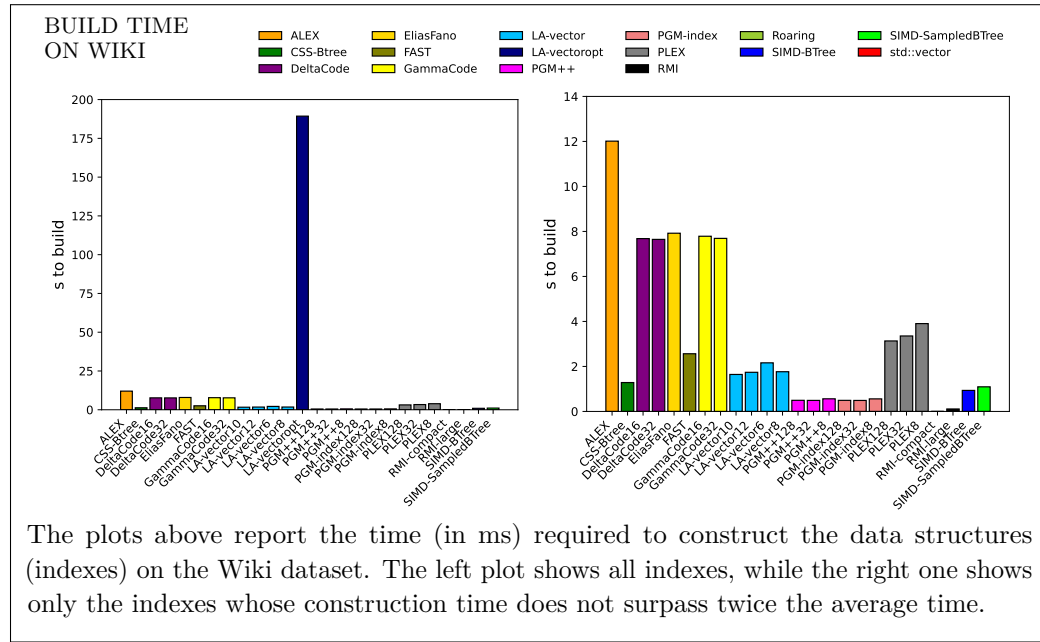 BUILD TIME
ON WIKI
ALEX
CSS-Btree
DeltaCode
EliasFano
FAST
GammaCode
LA-vector
LA-vectoropt
PGM++
PGM-index
PLEX
RMI
Roaring
SIMD-BTree
SIMD-SampledBTree
std::vector
s to build
200
175
150
125
100
75
50
25
0
ALEX
CSS-Btree
DeltaCode16
DeltaCode32
EliasFano
FAST
GammaCode16
GammaCode32
LA-vector10
LA-vector12
LA-vector6
LA-vector8
LA-vectoropt
PGM++128
PGM++32
PGM++8
PGM-index128
PGM-index32
PGM-index8
PLEX128
PLEX32
PLEX8
RMI-compact
RMI-large
SIMD-BTree
SIMD-SampledBTree
s to build
14
12
10
8
6
4
2
0
ALEX
CSS-Btree
DeltaCode16
DeltaCode32
EliasFano
FAST
GammaCode16
GammaCode32
LA-vector10
LA-vector12
LA-vector6
LA-vector8
PGM++128
PGM++32
PGM++8
PGM-index128
PGM-index32
PGM-index8
PLEX128
PLEX32
PLEX8
RMI-compact
RMI-large
SIMD-BTree
SIMD-SampledBTree
The plots above report the time (in ms) required to construct the data structures
(indexes) on the Wiki dataset. The left plot shows all indexes, while the right one shows
only the indexes whose construction time does not surpass twice the average time.